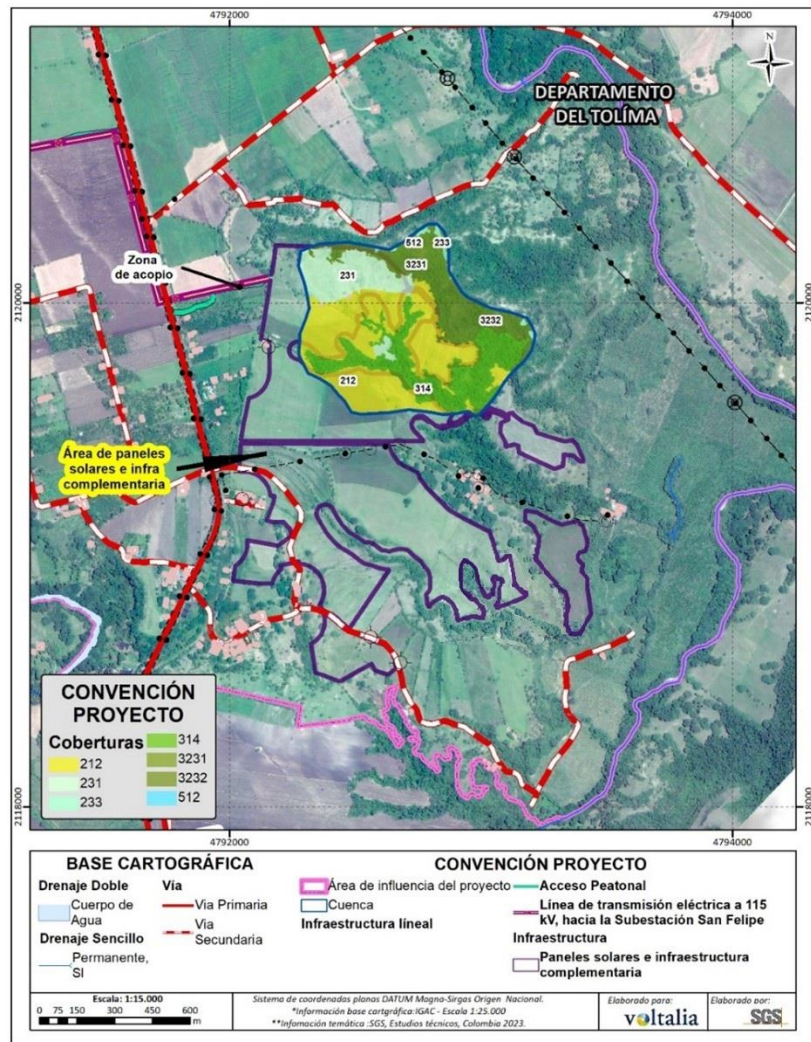 4792000
4794000
N
DEPARTAMENTO
DEL TOLÍMA
Zona
de acopio
512
233
231
3231
2120000
2120000
3232
212
314
Área de paneles
solares e infra
complementaria
CONVENCIÓN
PROYECTO
Coberturas
212
231
233
314
3231
3232
512
2118000
2118000
4792000
4794000
BASE CARTOGRÁFICA
Drenaje Doble
Cuerpo de
Agua
Drenaje Sencillo
Permanente,
SI
Vía
Via Primaria
Via
Secundaria
CONVENCIÓN PROYECTO
Área de influencia del proyecto
Cuenca
Infraestructura líneal
Acceso Peatonal
Línea de transmisión eléctrica a 115
kV, hacia la Subestación San Felipe
Infraestructura
Paneles solares e infraestructura
complementaria
Escala: 1:15.000
0 75 150 300 450 600
m
Sistema de coordenadas planas DATUM Magna-Sirgas Origen Nacional.
*Información base cartgráfica:IGAC - Escala 1:25.000
**Infomación temática :SGS, Estudios técnicos, Colombia 2023.
Elaborado para:
voltalia
Elaborado por:
SGS